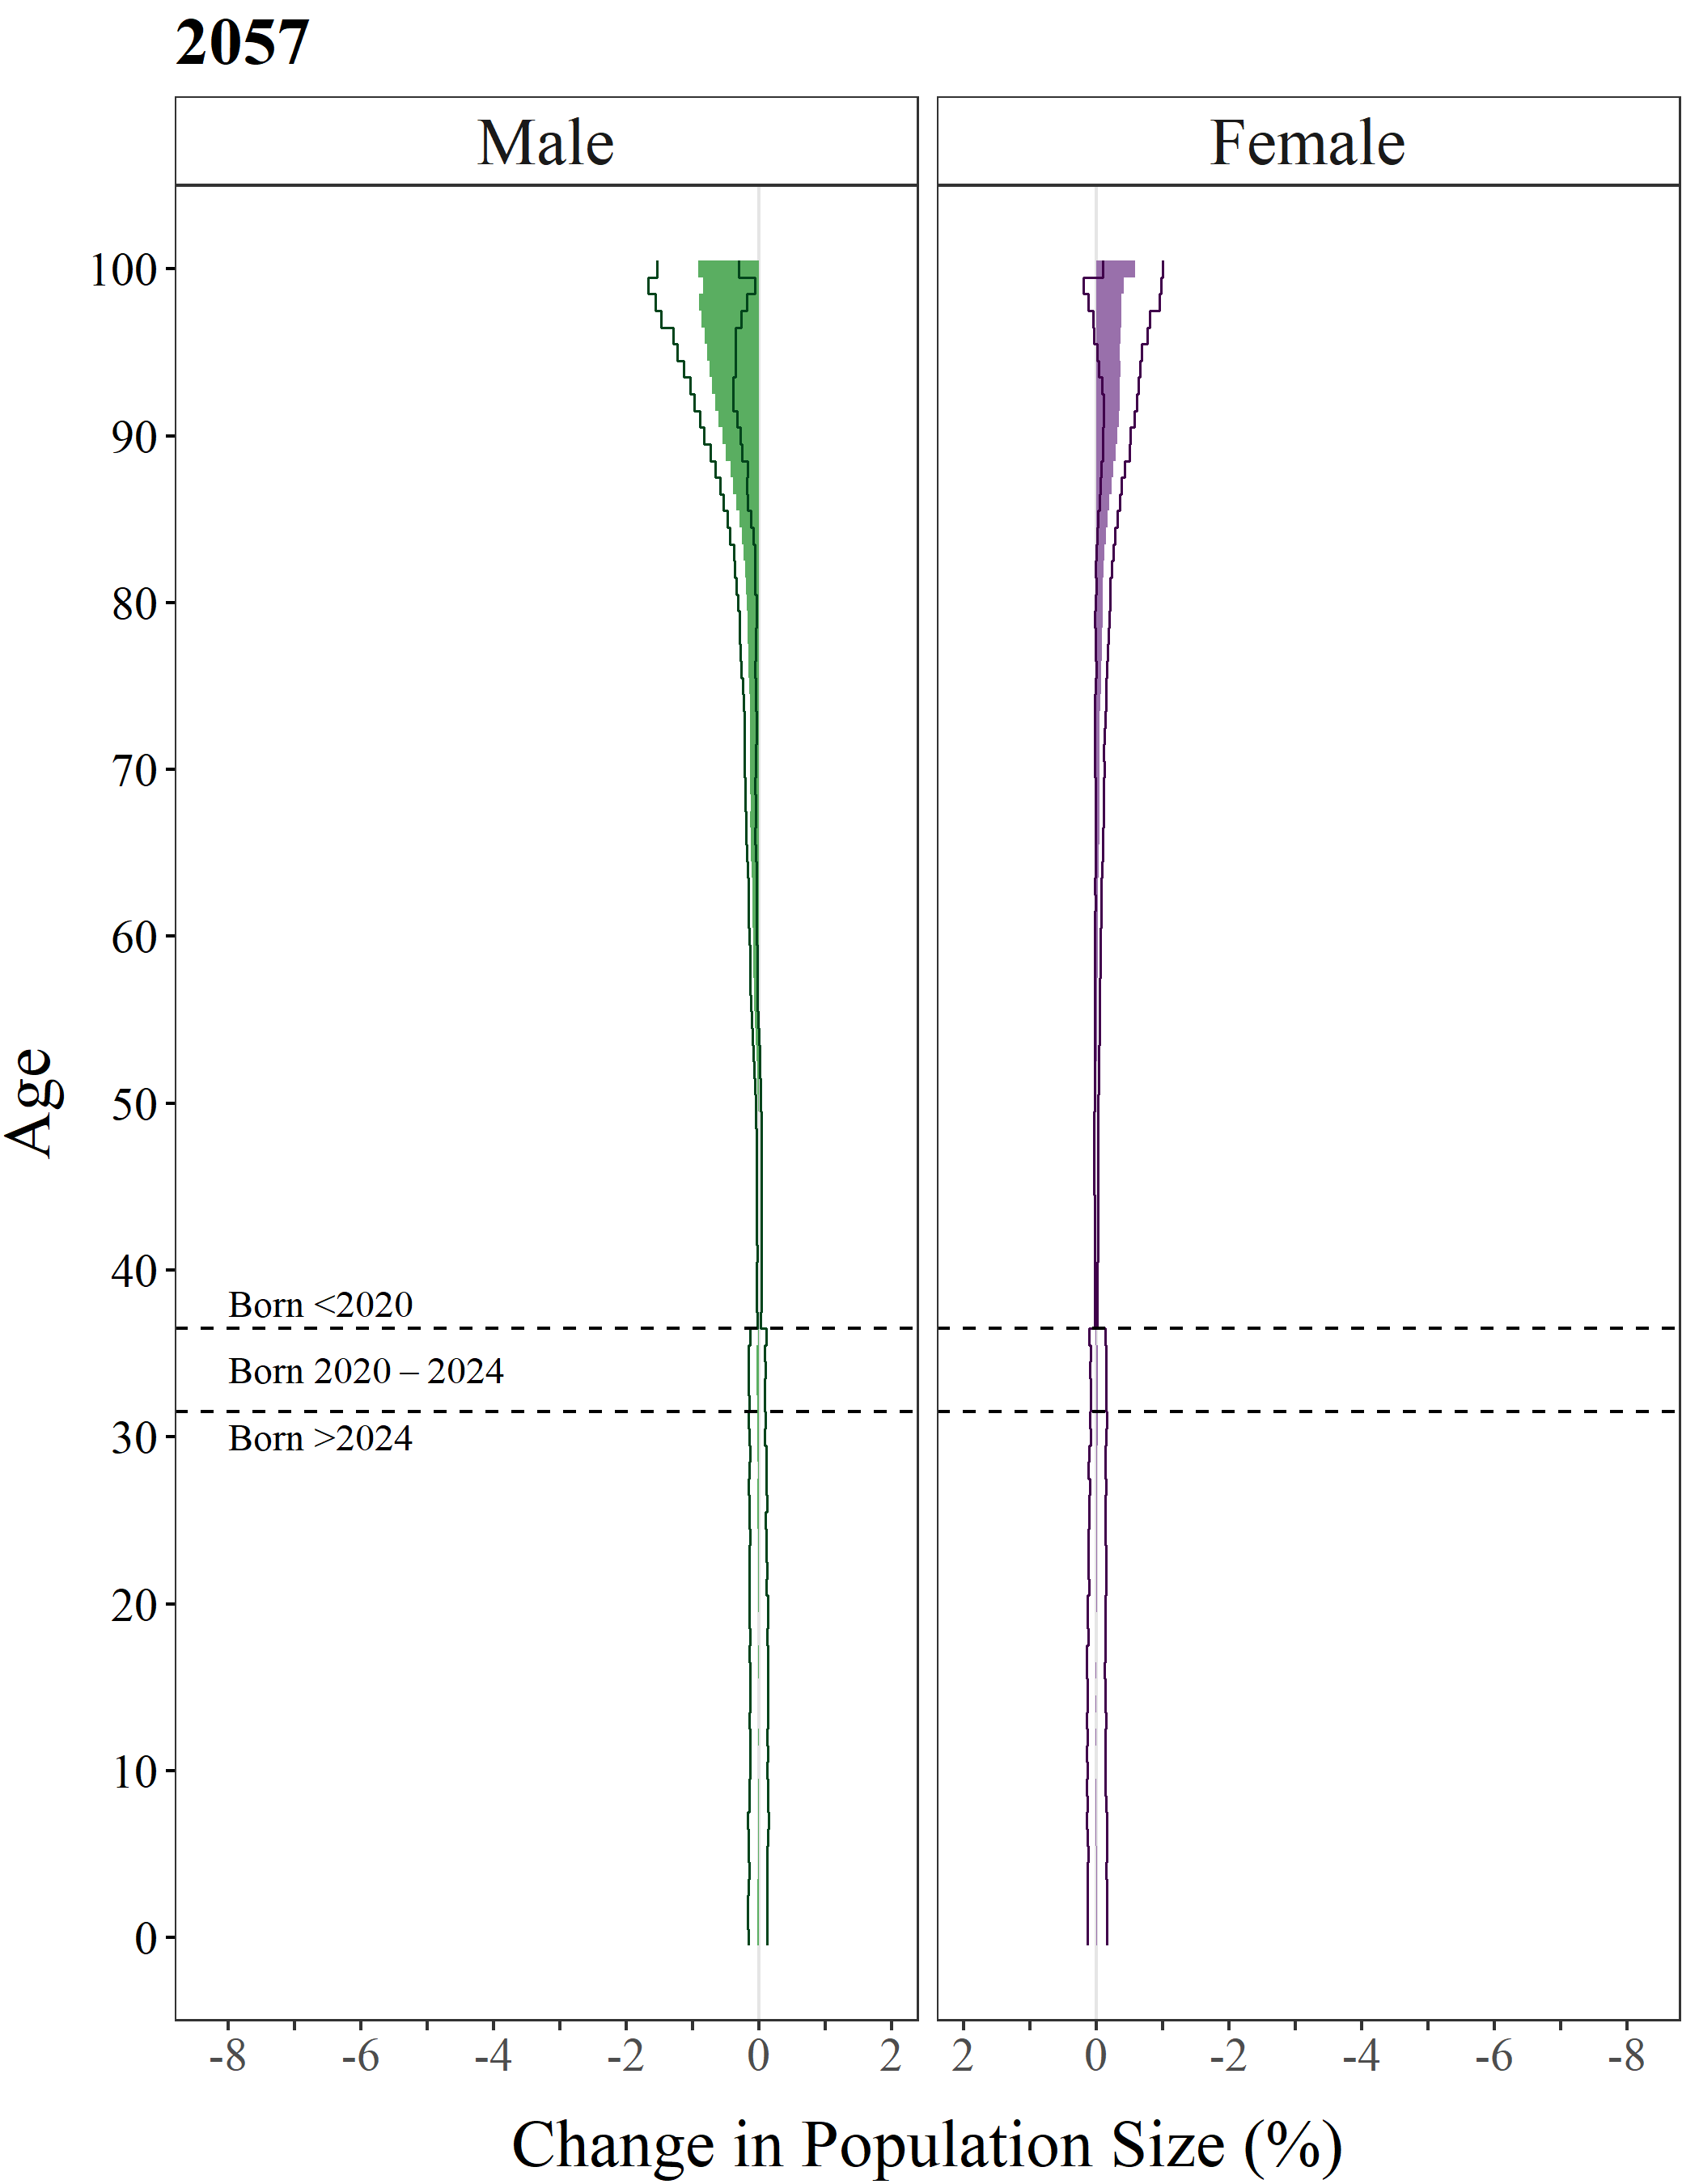 2057
Male
Female
100
90
80
70
60
50
40
30
20
10
0
Age
Born <2020
Born 2020 – 2024
Born >2024
-8 -6 -4 -2 0 2
2 0 -2 -4 -6 -8
Change in Population Size (%)